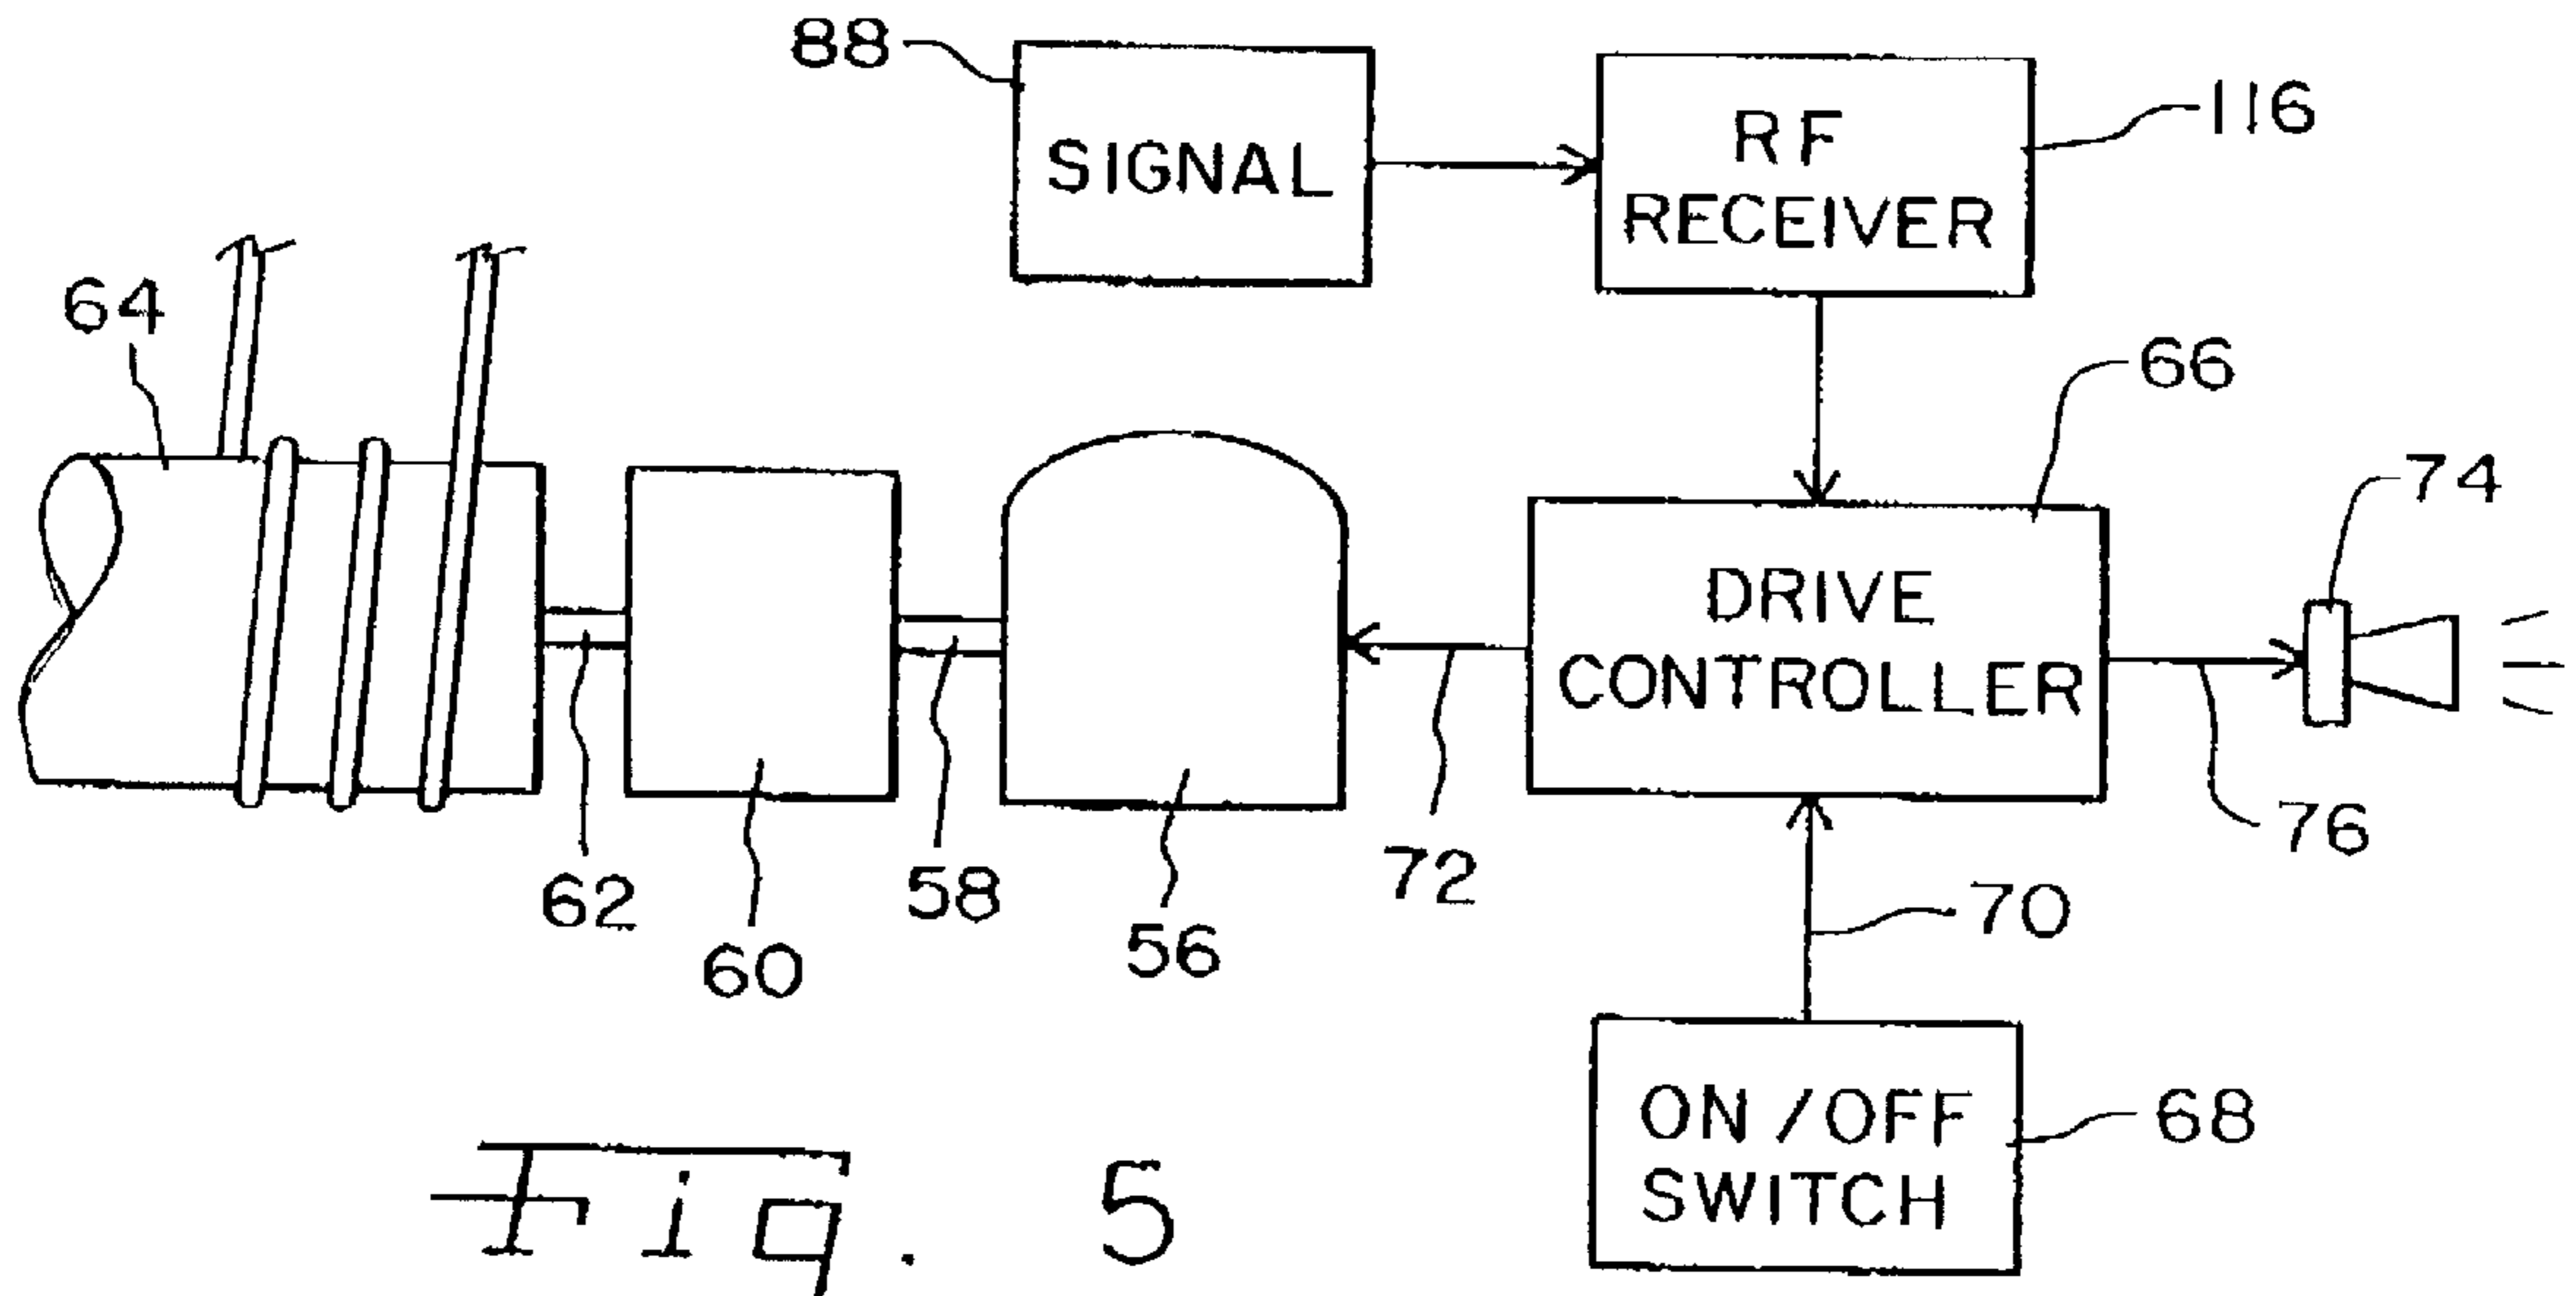 88
SIGNAL
RF
RECEIVER
116
64
66
DRIVE
CONTROLLER
74
76
72
62
60
58
56
70
ON/OFF
SWITCH
68
Fig. 5